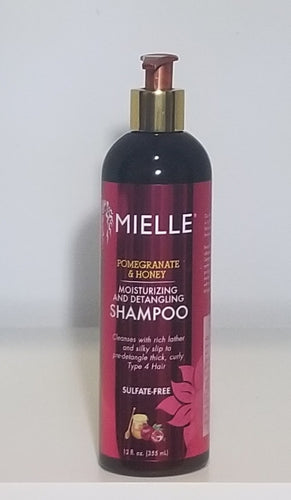 MIELLE
POMEGRANATE
& HONEY
MOISTURIZING
AND DETANGLING
SHAMPOO
Cleanses with rich lather
and silky slip to
pre-detangle thick, curly
Type 4 Hair
SULFATE-FREE
12 fl. oz. (355 mL)